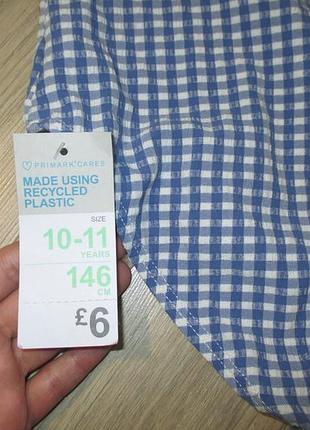 PRIMARK CARES
MADE USING
RECYCLED
PLASTIC
SIZE
10-11
YEARS
146
CM
£6